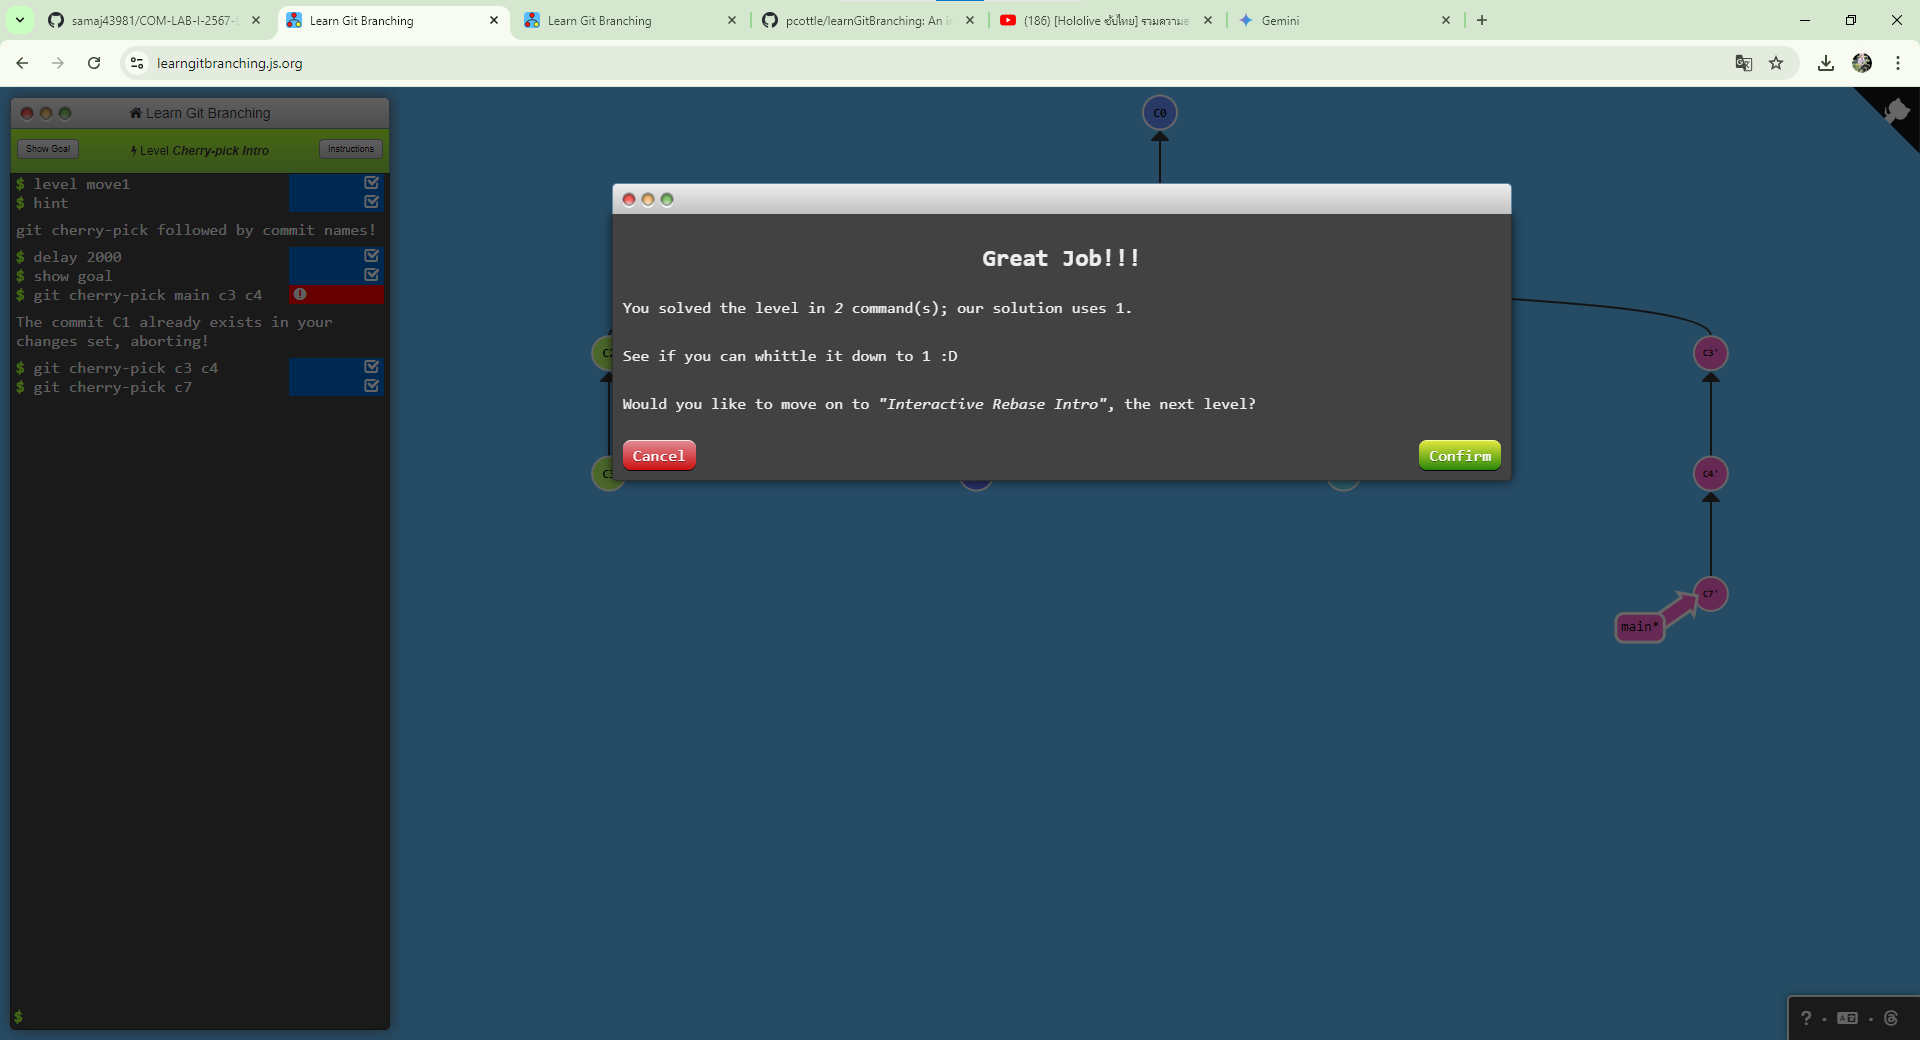 samaj43981/COM-LAB-I-2567-
Learn Git Branching
Learn Git Branching
pcottle/learnGitBranching: An in
(186) [Hololive ซับไทย] รวมความฮ
Gemini
learngitbranching.js.org
Learn Git Branching
Show Goal
Level Cherry-pick Intro
Instructions
$ level move1
$ hint
git cherry-pick followed by commit names!
$ delay 2000
$ show goal
$ git cherry-pick main c3 c4
The commit C1 already exists in your
changes set, aborting!
$ git cherry-pick c3 c4
$ git cherry-pick c7
$
C0
Great Job!!!
You solved the level in 2 command(s); our solution uses 1.
See if you can whittle it down to 1 :D
Would you like to move on to "Interactive Rebase Intro", the next level?
Cancel
Confirm
C3'
C4'
C7'
main*
?